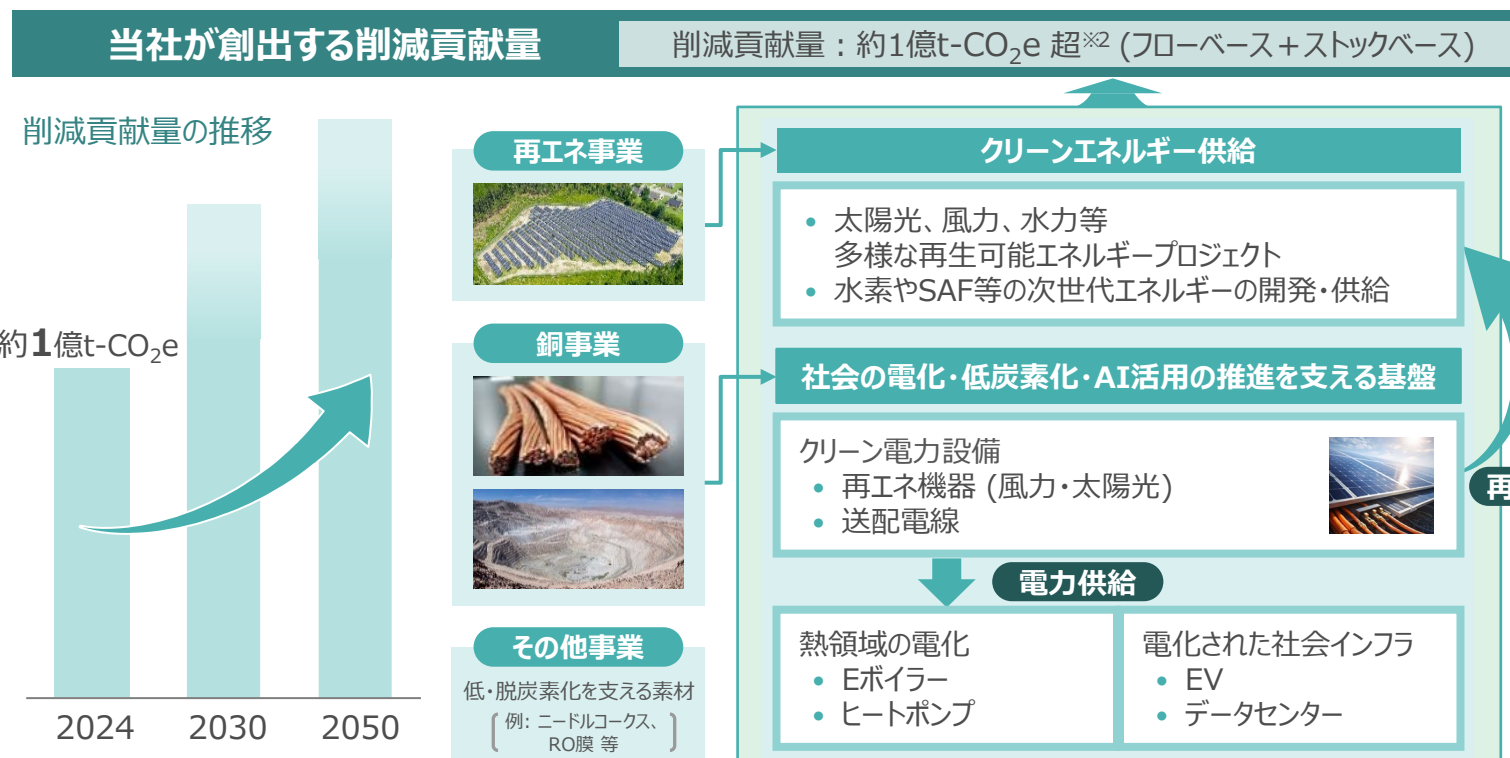 当社が創出する削減貢献量
削減貢献量：約1億t-CO₂e 超※2 (フローベース＋ストックベース)
削減貢献量の推移
約1億t-CO₂e
2024
2030
2050
再エネ事業
銅事業
その他事業
低・脱炭素化を支える素材
例: ニードルコークス、
RO膜 等
クリーンエネルギー供給
• 太陽光、風力、水力等
多様な再生可能エネルギープロジェクト
• 水素やSAF等の次世代エネルギーの開発・供給
社会の電化・低炭素化・AI活用の推進を支える基盤
クリーン電力設備
• 再エネ機器 (風力・太陽光)
• 送配電線
再
電力供給
熱領域の電化
• Eボイラー
• ヒートポンプ
電化された社会インフラ
• EV
• データセンター